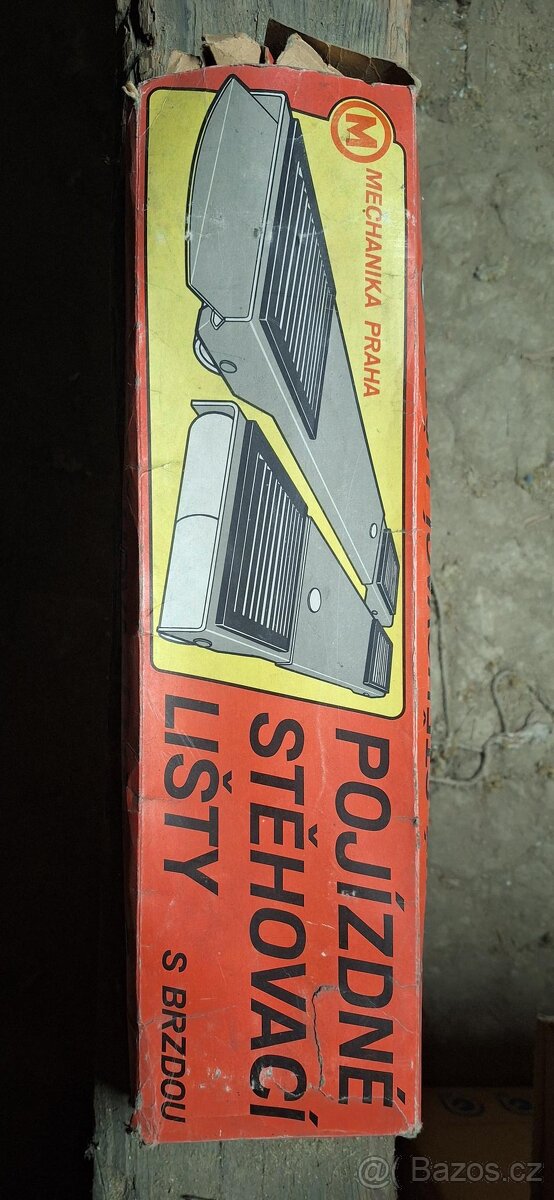 M
MECHANIKA PRAHA
POJÍZDNÉ
STĚHOVACÍ
LIŠTY
S BRZDOU
@ Bazos.cz